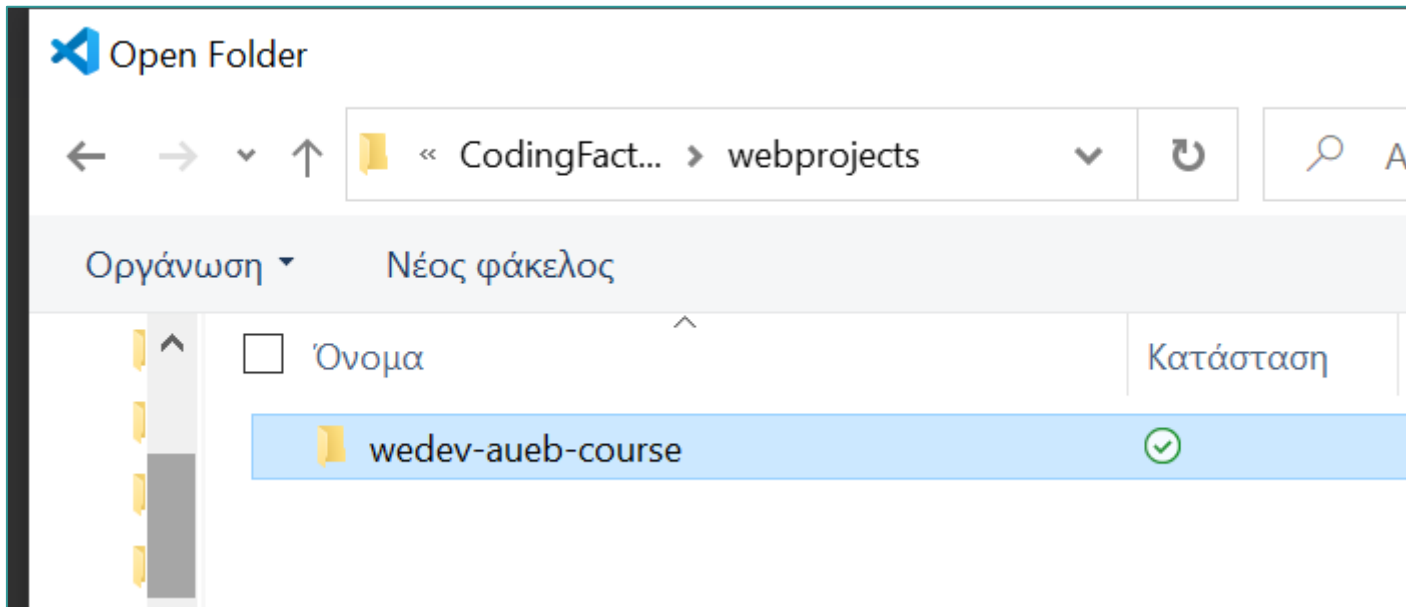 Open Folder
« CodingFact... > webprojects
A
Οργάνωση Νέος φάκελος
Όνομα Κατάσταση
wedev-aueb-course